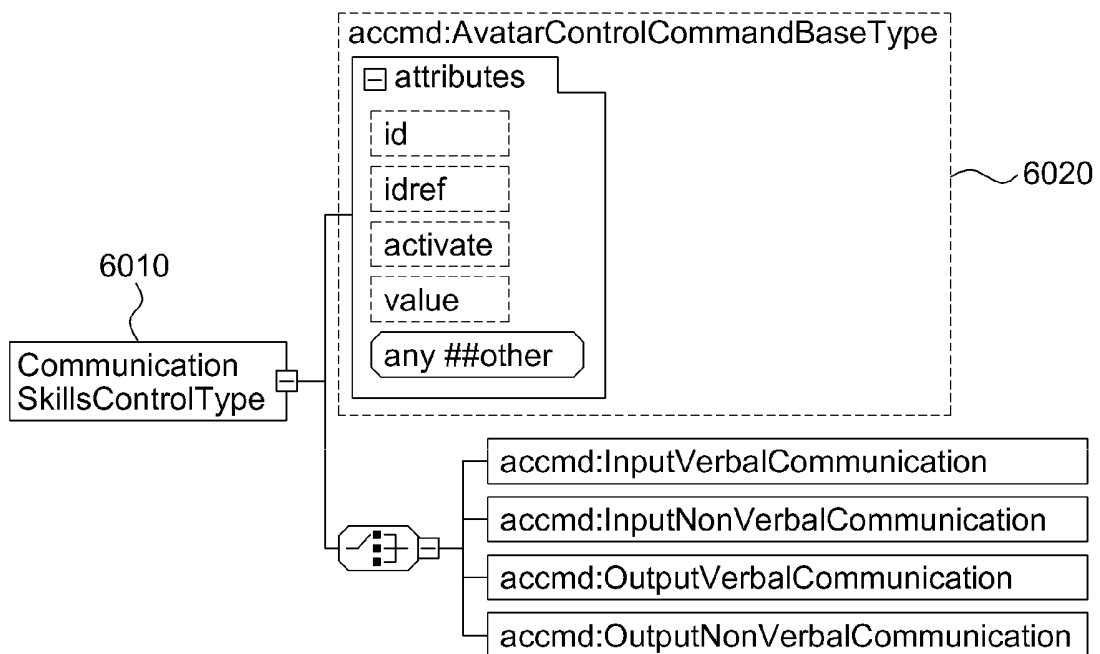 accmd:AvatarControlCommandBaseType
attributes
id
idref
activate
value
any ##other
6020
6010
Communication
SkillsControlType
accmd:InputVerbalCommunication
accmd:InputNonVerbalCommunication
accmd:OutputVerbalCommunication
accmd:OutputNonVerbalCommunication